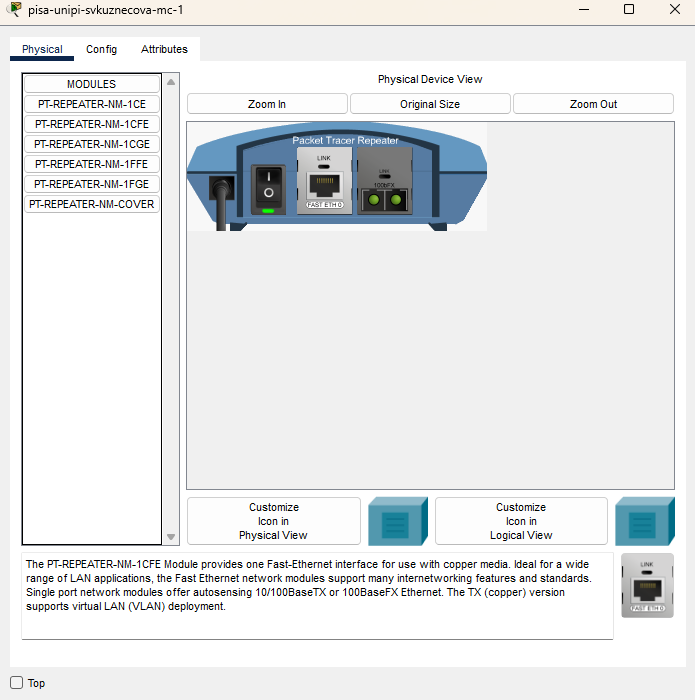 pisa-unipi-svkuznecova-mc-1
Physical Config Attributes
MODULES
PT-REPEATER-NM-1CE
PT-REPEATER-NM-1CFE
PT-REPEATER-NM-1CGE
PT-REPEATER-NM-1FFE
PT-REPEATER-NM-1FGE
PT-REPEATER-NM-COVER
Physical Device View
Zoom In Original Size Zoom Out
Packet Tracer Repeater
LINK
LINK
100bFX
FAST ETH 0
Customize
Icon in
Physical View
Customize
Icon in
Logical View
The PT-REPEATER-NM-1CFE Module provides one Fast-Ethernet interface for use with copper media. Ideal for a wide
range of LAN applications, the Fast Ethernet network modules support many internetworking features and standards.
Single port network modules offer autosensing 10/100BaseTX or 100BaseFX Ethernet. The TX (copper) version
supports virtual LAN (VLAN) deployment.
LINK
FAST ETH 0
Top